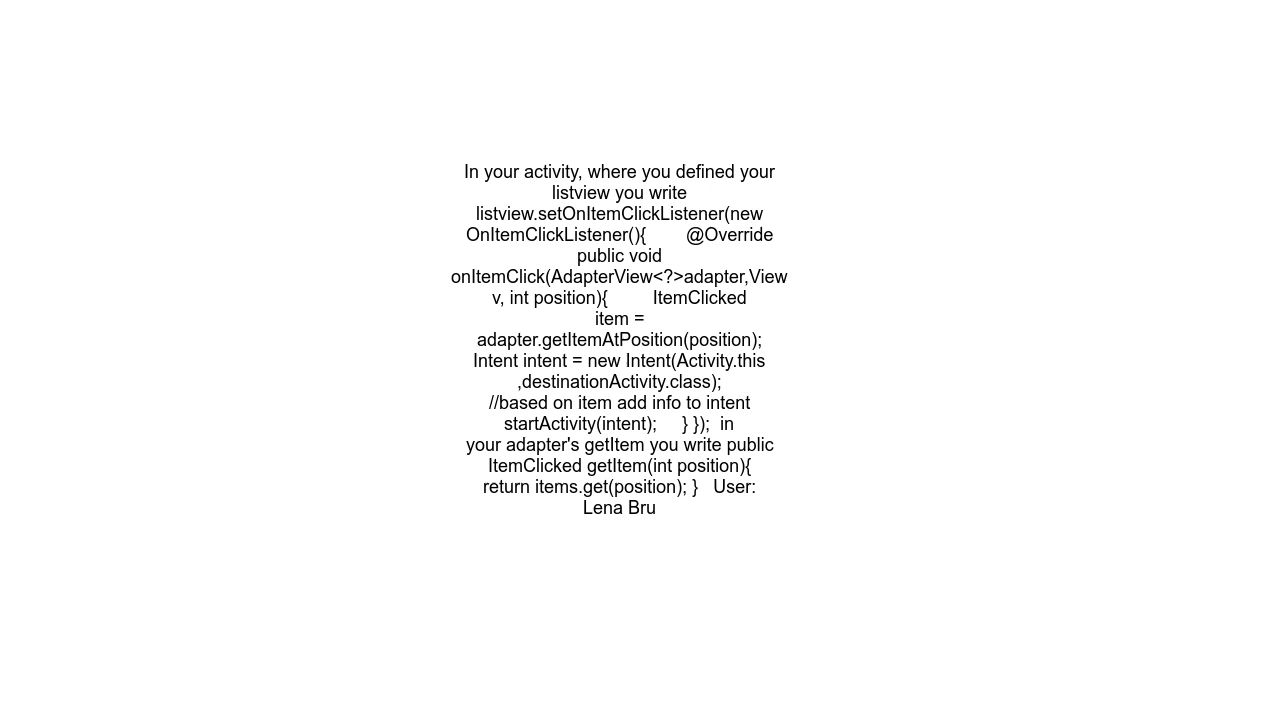 In your activity, where you defined your
listview you write
listview.setOnItemClickListener(new
OnItemClickListener(){        @Override
public void
onItemClick(AdapterView<?>adapter,View
v, int position){         ItemClicked
item =
adapter.getItemAtPosition(position);
Intent intent = new Intent(Activity.this
,destinationActivity.class);
//based on item add info to intent
startActivity(intent);     } });  in
your adapter's getItem you write public
ItemClicked getItem(int position){
return items.get(position); }   User:
Lena Bru